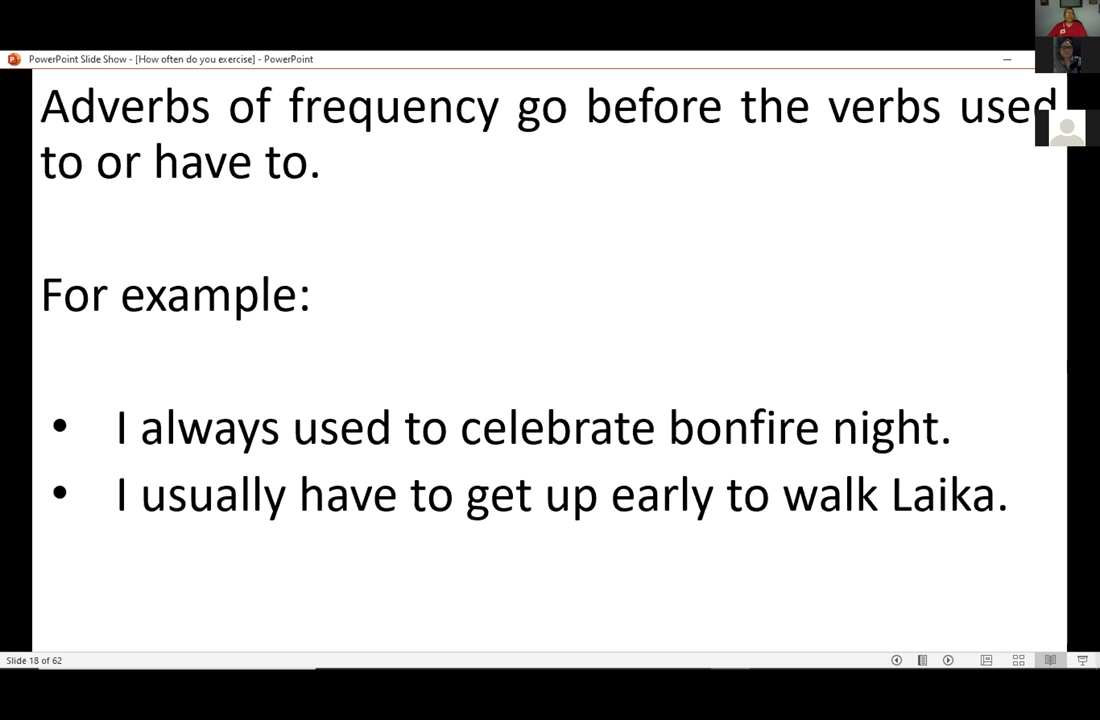 PowerPoint Slide Show - [How often do you exercise] - PowerPoint
Adverbs of frequency go before the verbs used
to or have to.
For example:
• I always used to celebrate bonfire night.
• I usually have to get up early to walk Laika.
Slide 18 of 62